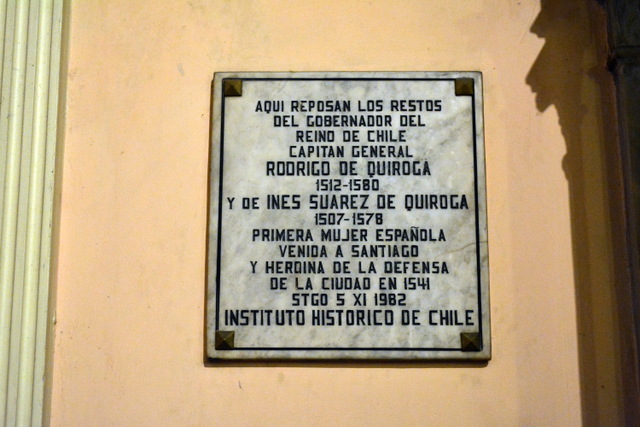 AQUI REPOSAN LOS RESTOS
DEL GOBERNADOR DEL
REINO DE CHILE
CAPITAN GENERAL
RODRIGO DE QUIROGA
1512-1580
Y DE INES SUAREZ DE QUIROGA
1507-1578
PRIMERA MUJER ESPAÑOLA
VENIDA A SANTIAGO
Y HEROINA DE LA DEFENSA
DE LA CIUDAD EN 1541
STGO 5 XI 1982
INSTITUTO HISTORICO DE CHILE